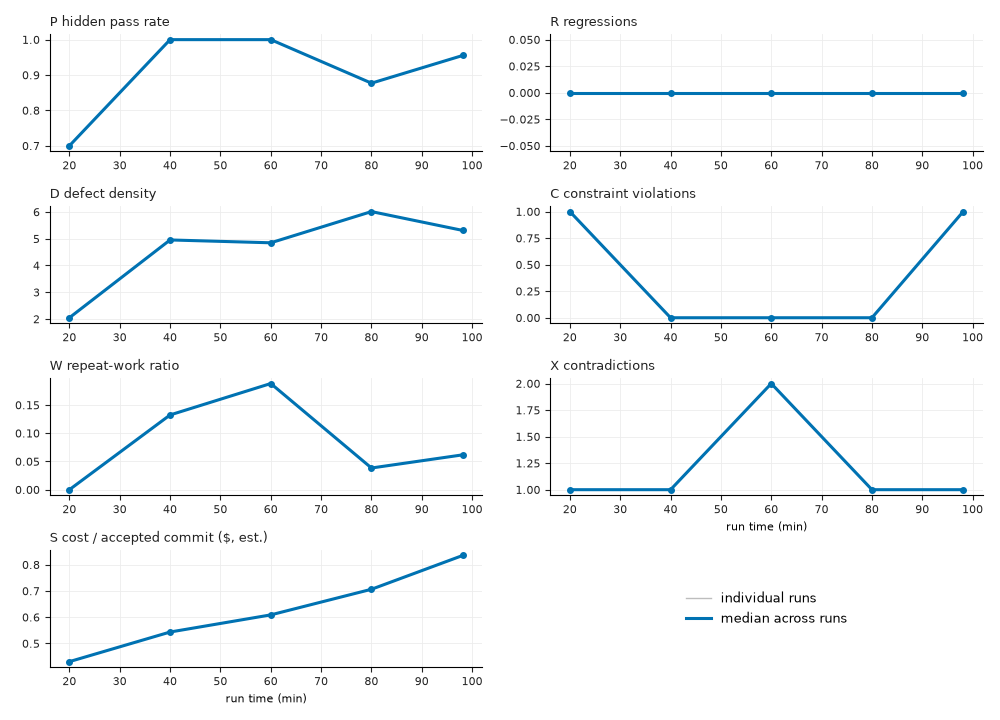 P hidden pass rate
1.0
0.9
0.8
0.7
20 30 40 50 60 70 80 90 100
R regressions
0.050
0.025
0.000
−0.025
−0.050
20 30 40 50 60 70 80 90 100
D defect density
6
5
4
3
2
20 30 40 50 60 70 80 90 100
C constraint violations
1.00
0.75
0.50
0.25
0.00
20 30 40 50 60 70 80 90 100
W repeat-work ratio
0.15
0.10
0.05
0.00
20 30 40 50 60 70 80 90 100
X contradictions
2.00
1.75
1.50
1.25
1.00
20 30 40 50 60 70 80 90 100
run time (min)
S cost / accepted commit ($, est.)
0.8
0.7
0.6
0.5
20 30 40 50 60 70 80 90 100
run time (min)
individual runs
median across runs